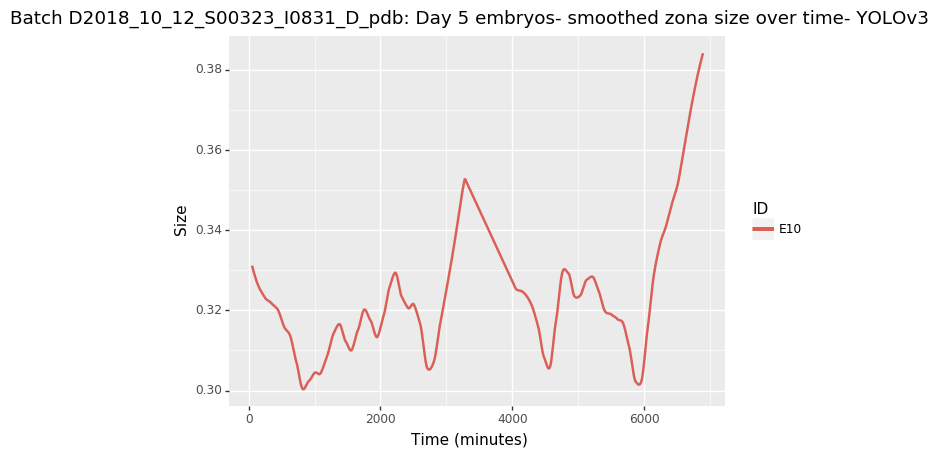 Batch D2018_10_12_S00323_I0831_D_pdb: Day 5 embryos- smoothed zona size over time- YOLOv3
0.38
0.36
0.34
0.32
0.30
Size
0
2000
4000
6000
Time (minutes)
ID
E10